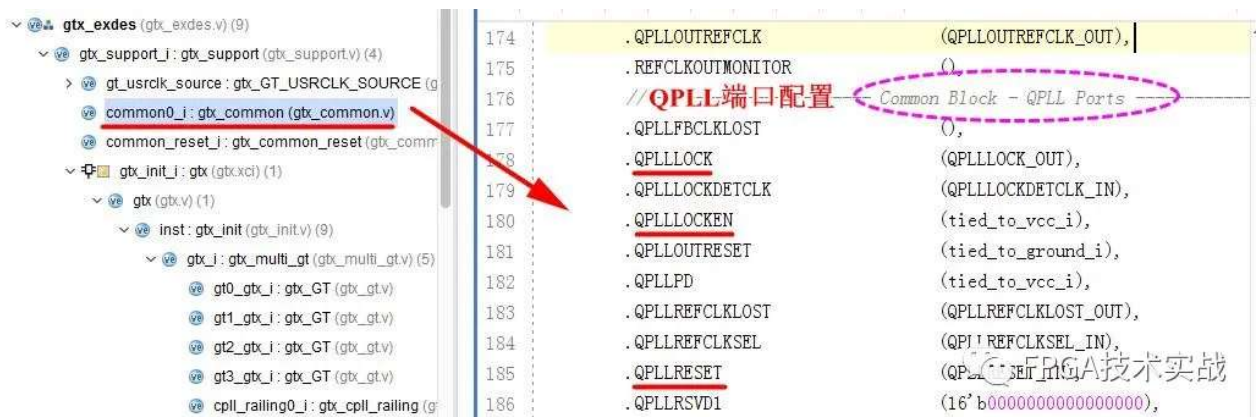 gtx_exdes (gtx_exdes.v) (9)
gtx_support_i : gtx_support (gtx_support.v) (4)
gt_usrclk_source : gtx_GT_USRCLK_SOURCE (g
common0_i : gtx_common (gtx_common.v)
common_reset_i : gtx_common_reset (gtx_comm
gtx_init_i : gtx (gtx.xci) (1)
gtx (gtx.v) (1)
inst : gtx_init (gtx_init.v) (9)
gtx_i : gtx_multi_gt (gtx_multi_gt.v) (5)
gt0_gtx_i : gtx_GT (gtx_gt.v)
gt1_gtx_i : gtx_GT (gtx_gt.v)
gt2_gtx_i : gtx_GT (gtx_gt.v)
gt3_gtx_i : gtx_GT (gtx_gt.v)
cpll_railing0_i : gtx_cpll_railing (g
174 .QPLLOUTREFCLK (QPLLOUTREFCLK_OUT),
175 .REFCLKOUTMONITOR (),
176 //QPLL端口配置 Common Block - QPLL Ports
177 .QPLLFBCLKLOST (),
178 .QPLLLOCK (QPLLLOCK_OUT),
179 .QPLLLOCKDETCLK (QPLLLOCKDETCLK_IN),
180 .QPLLLOCKEN (tied_to_vcc_i),
181 .QPLLOUTRESET (tied_to_ground_i),
182 .QPLLPD (tied_to_vcc_i),
183 .QPLLREFCLKLOST (QPLLREFCLKLOST_OUT),
184 .QPLLREFCLKSEL (QPLLREFCLKSEL_IN),
185 .QPLLRESET
FPGA技术实战
186 .QPLLRSVD1 (16'b0000000000000000),